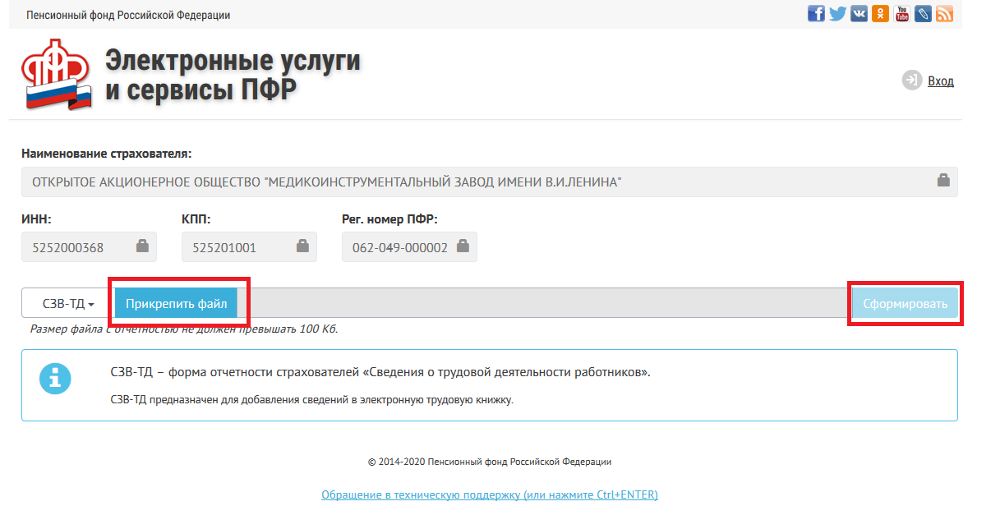 Пенсионный фонд Российской Федерации
You
Tube
Электронные услуги
и сервисы ПФР
Вход
Наименование страхователя:
ОТКРЫТОЕ АКЦИОНЕРНОЕ ОБЩЕСТВО "МЕДИКОИНСТРУМЕНТАЛЬНЫЙ ЗАВОД ИМЕНИ В.И.ЛЕНИНА"
ИНН: КПП: Рег. номер ПФР:
5252000368 525201001 062-049-000002
СЗВ-ТД Прикрепить файл Сформировать
Размер файла с отчетностью не должен превышать 100 Кб.
СЗВ-ТД – форма отчетности страхователей «Сведения о трудовой деятельности работников».
СЗВ-ТД предназначен для добавления сведений в электронную трудовую книжку.
© 2014-2020 Пенсионный фонд Российской Федерации
Обращение в техническую поддержку (или нажмите Ctrl+ENTER)